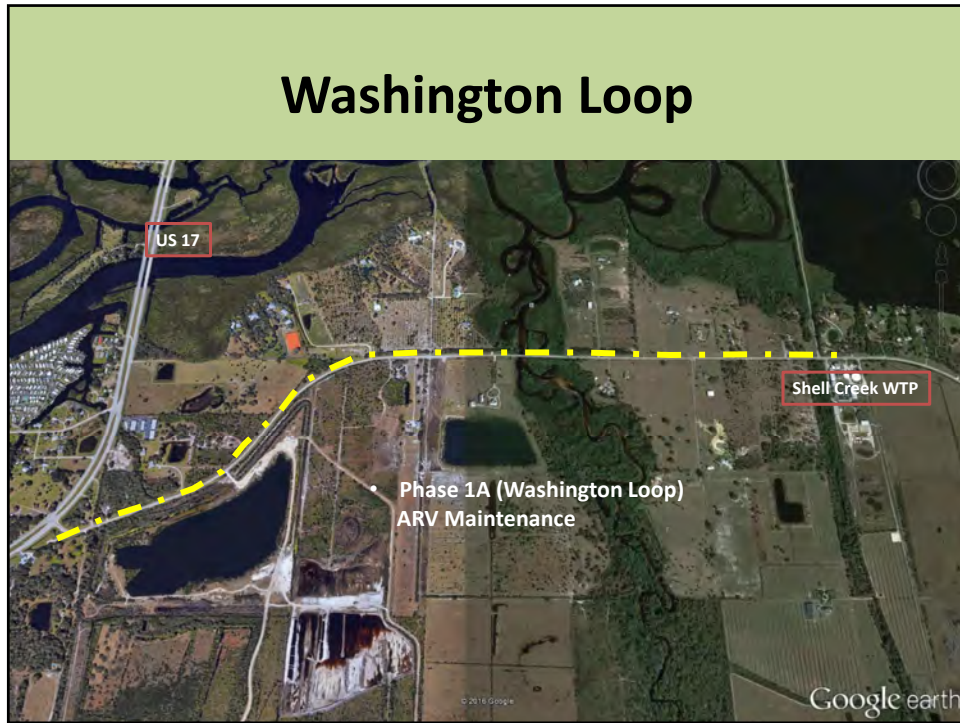 Washington Loop
US 17
Shell Creek WTP
• Phase 1A (Washington Loop)
ARV Maintenance
© 2016 Google
Google earth